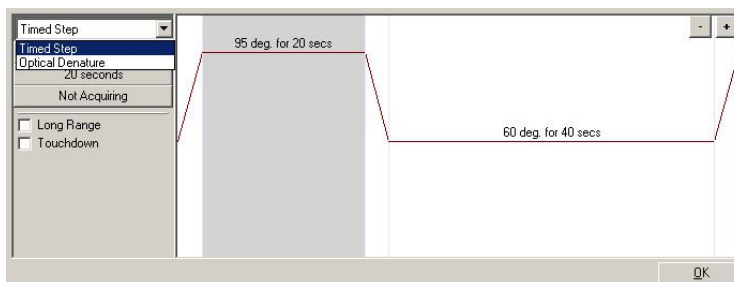 Timed Step
Timed Step
Optical Denature
20 seconds
Not Acquiring
Long Range
Touchdown
95 deg. for 20 secs
60 deg. for 40 secs
- +
OK